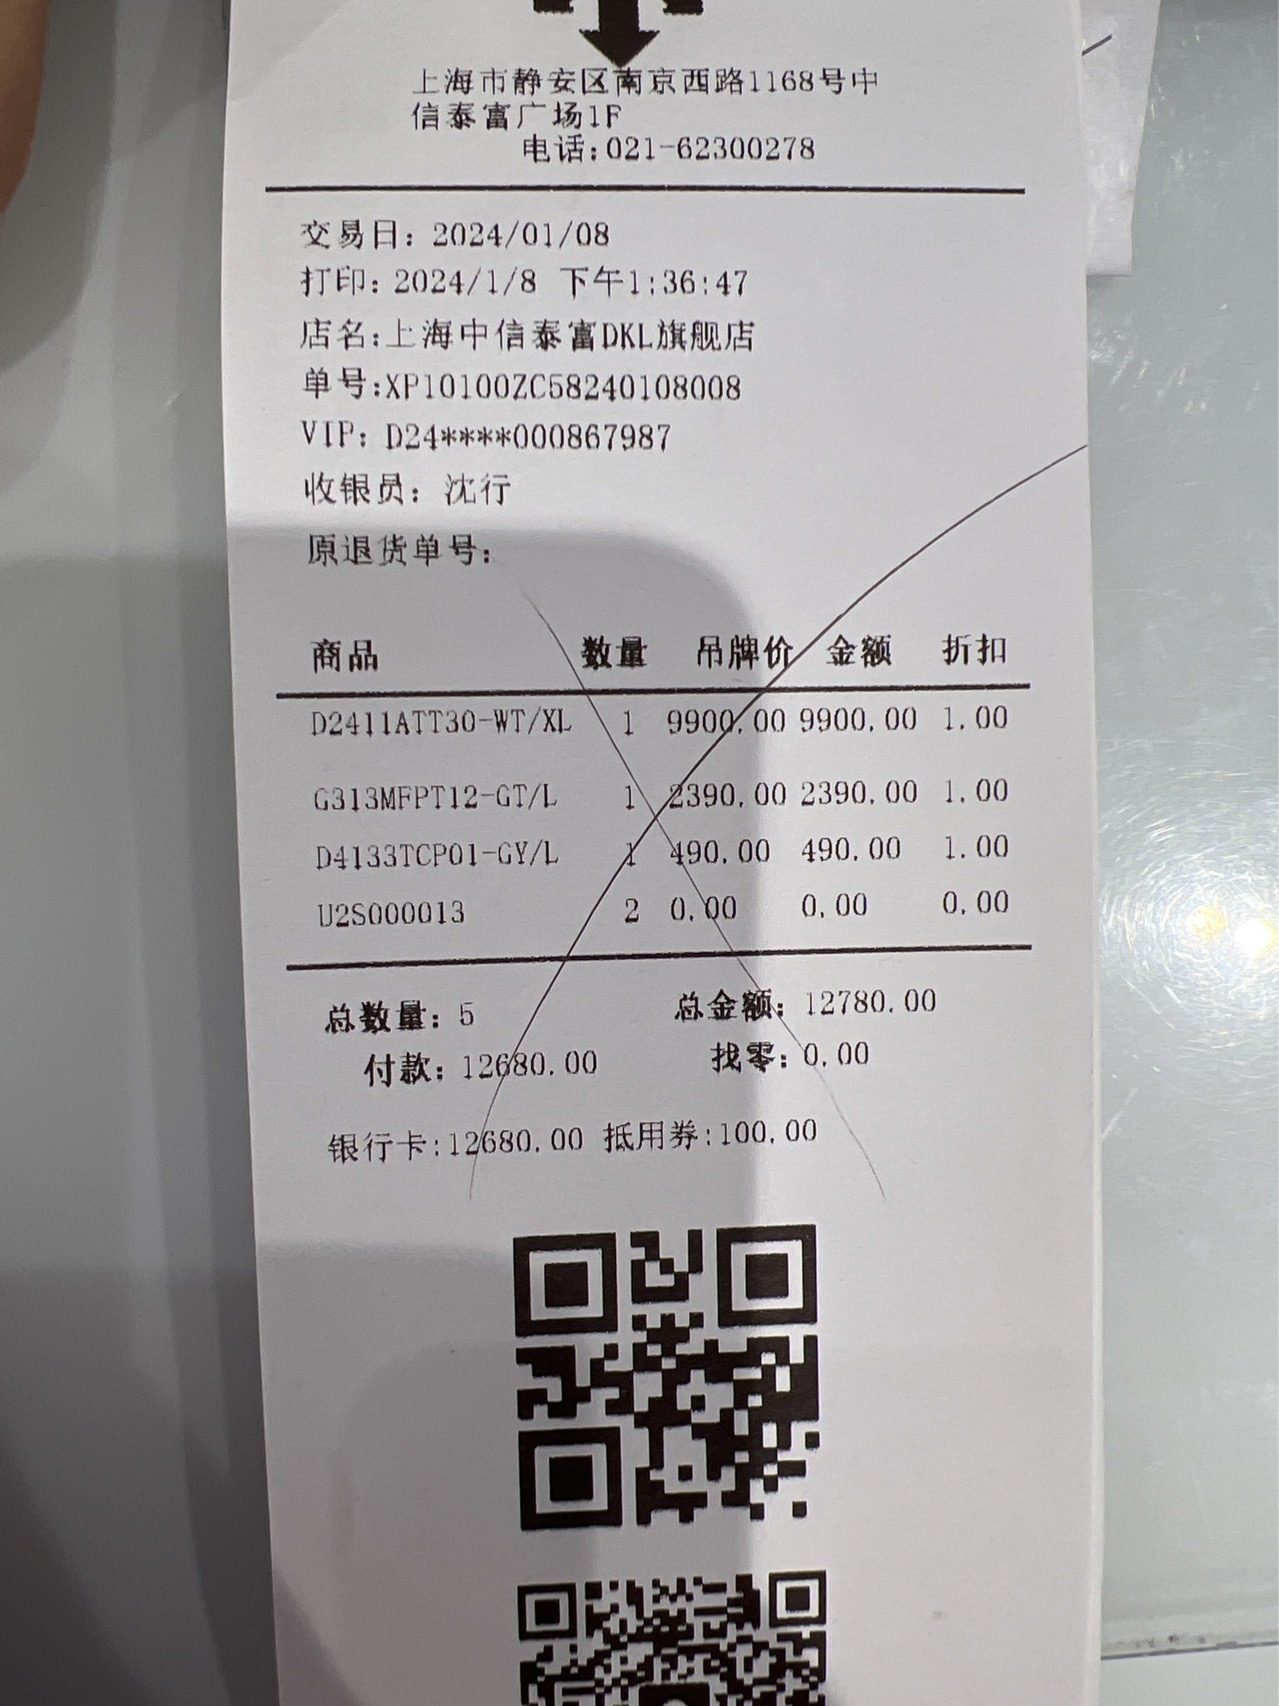 上海市静安区南京西路1168号中
信泰富广场1F
电话:021-62300278
交易日: 2024/01/08
打印: 2024/1/8 下午1:36:47
店名:上海中信泰富DKL旗舰店
单号:XP10100ZC58240108008
VIP: D24****000867987
收银员: 沈行
原退货单号:
商品 数量 吊牌价 金额 折扣
D2411ATT30-WT/XL 1 9900.00 9900.00 1.00
G313MFPT12-GT/L 1 2390.00 2390.00 1.00
D4133TCP01-GY/L 1 490.00 490.00 1.00
U2S000013 2 0.00 0.00 0.00
总数量: 5 总金额: 12780.00
付款: 12680.00 找零: 0.00
银行卡:12680.00 抵用券:100.00